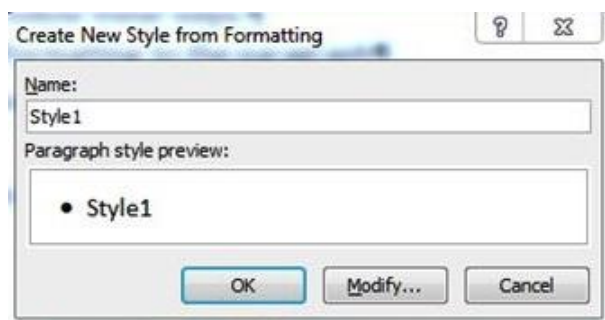 Create New Style from Formatting
?
Name:
Style1
Paragraph style preview:
• Style1
OK Modify... Cancel